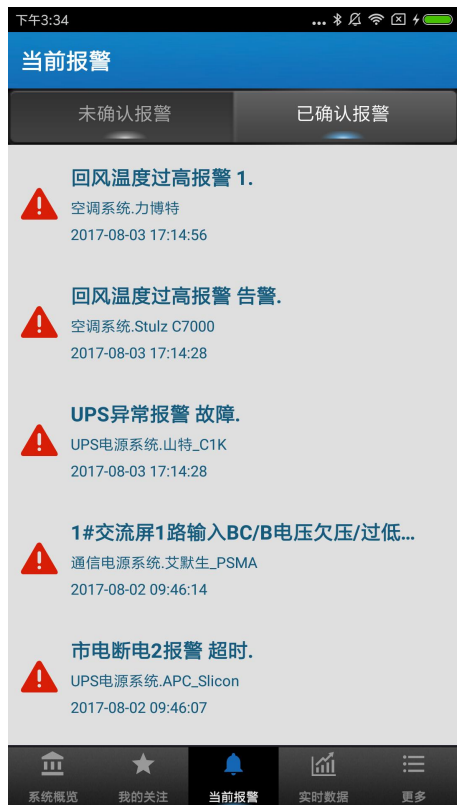 下午3:34
当前报警
未确认报警
已确认报警
回风温度过高报警 1.
空调系统.力博特
2017-08-03 17:14:56
回风温度过高报警 告警.
空调系统.Stulz C7000
2017-08-03 17:14:28
UPS异常报警 故障.
UPS电源系统.山特_C1K
2017-08-03 17:14:28
1#交流屏1路输入BC/B电压欠压/过低...
通信电源系统.艾默生_PSMA
2017-08-02 09:46:14
市电断电2报警 超时.
UPS电源系统.APC_Slicon
2017-08-02 09:46:07
系统概览
我的关注
当前报警
实时数据
更多